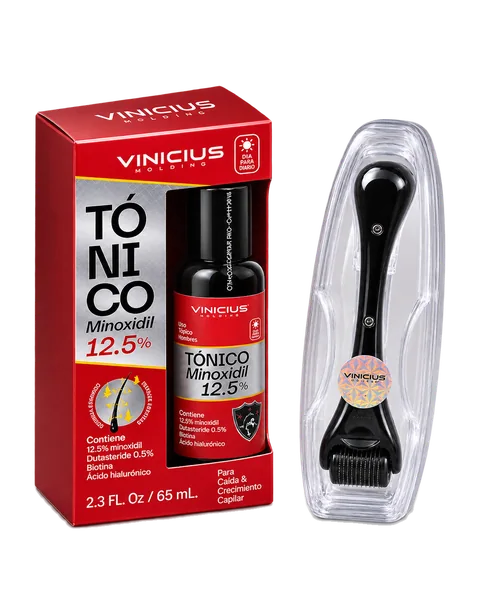 VINICIUS
MOLDING
VINICIUS
MOLDING
DIA
PARA
DIARIO
TÓ
NI
CO
Minoxidil
12.5%
Contiene
12.5% minoxidil
Dutasteride 0.5%
Biotina
Ácido hialurónico
2.3 FL. Oz / 65 mL.
Para
Caida &
Crecimiento
Capilar
VINICIUS
MOLDING
Uso
Tópico
Hombres
TÓNICO
Minoxidil
12.5%
Contiene
12.5% minoxidil
Dutasteride 0.5%
Biotina
Ácido hialurónico
VINICIUS